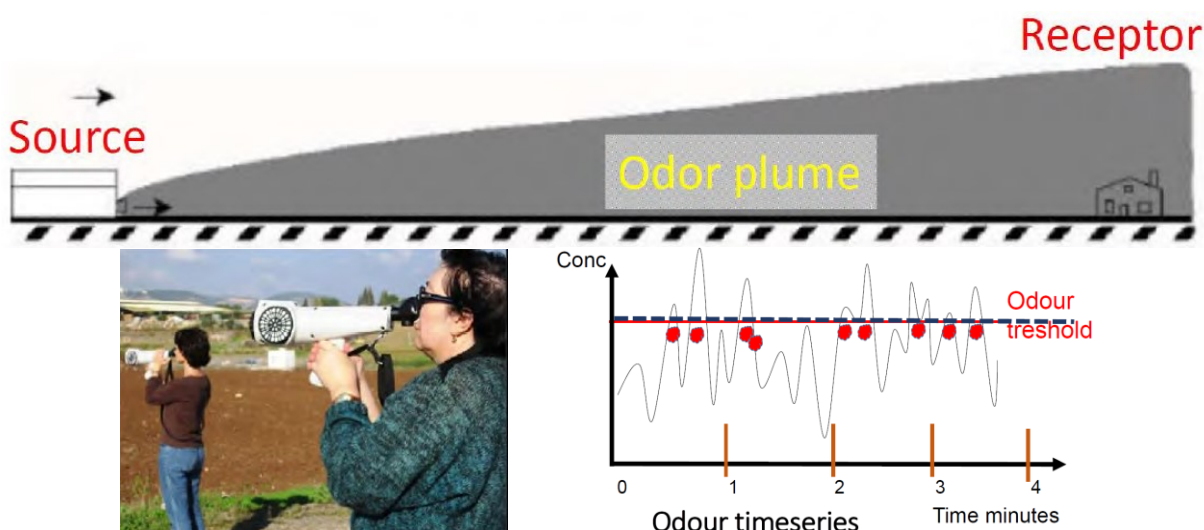 Receptor
Source
Odor plume
Conc
Odour
treshold
0 1 2 3 4
Odour timeseries
Time minutes